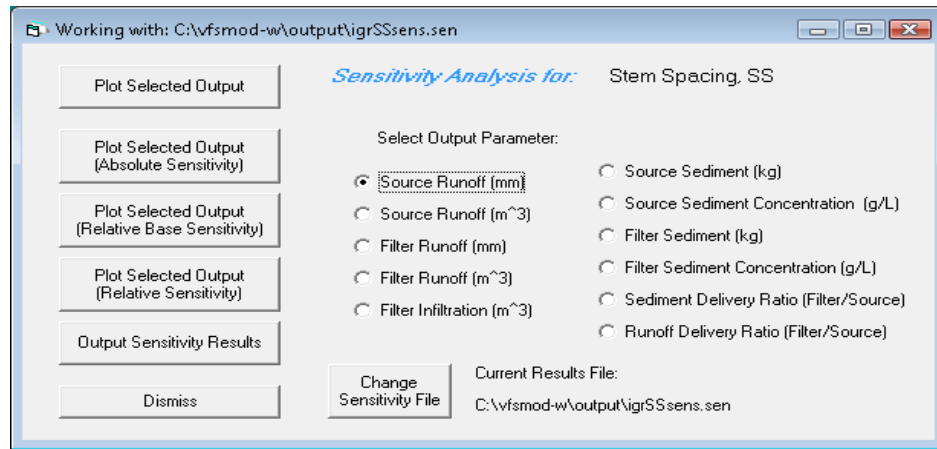 Working with: C:\vfsmod-w\output\igrSSsens.sen
Sensitivity Analysis for: Stem Spacing, SS
Plot Selected Output
Plot Selected Output
(Absolute Sensitivity)
Plot Selected Output
(Relative Base Sensitivity)
Plot Selected Output
(Relative Sensitivity)
Output Sensitivity Results
Dismiss
Select Output Parameter:
Source Runoff (mm)
Source Runoff (m^3)
Filter Runoff (mm)
Filter Runoff (m^3)
Filter Infiltration (m^3)
Source Sediment (kg)
Source Sediment Concentration (g/L)
Filter Sediment (kg)
Filter Sediment Concentration (g/L)
Sediment Delivery Ratio (Filter/Source)
Runoff Delivery Ratio (Filter/Source)
Change
Sensitivity File
Current Results File:
C:\vfsmod-w\output\igrSSsens.sen